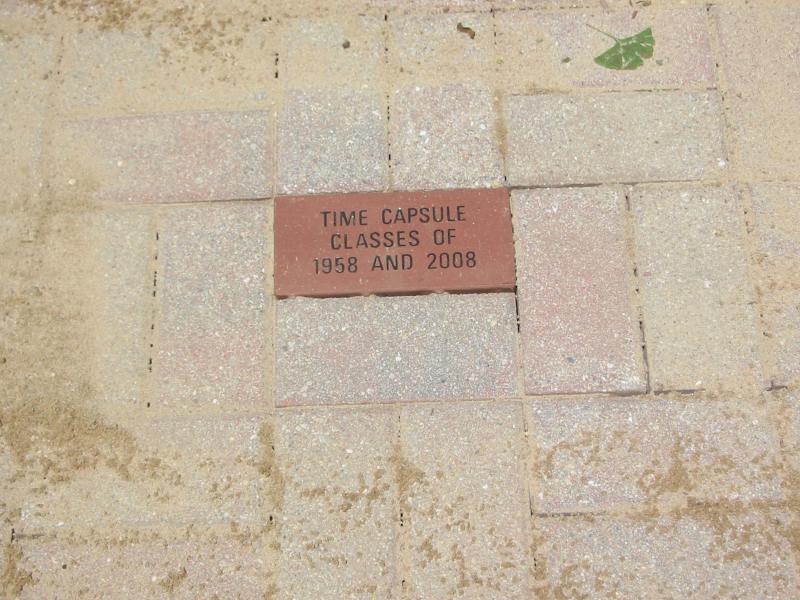 TIME CAPSULE
CLASSES OF
1958 AND 2008